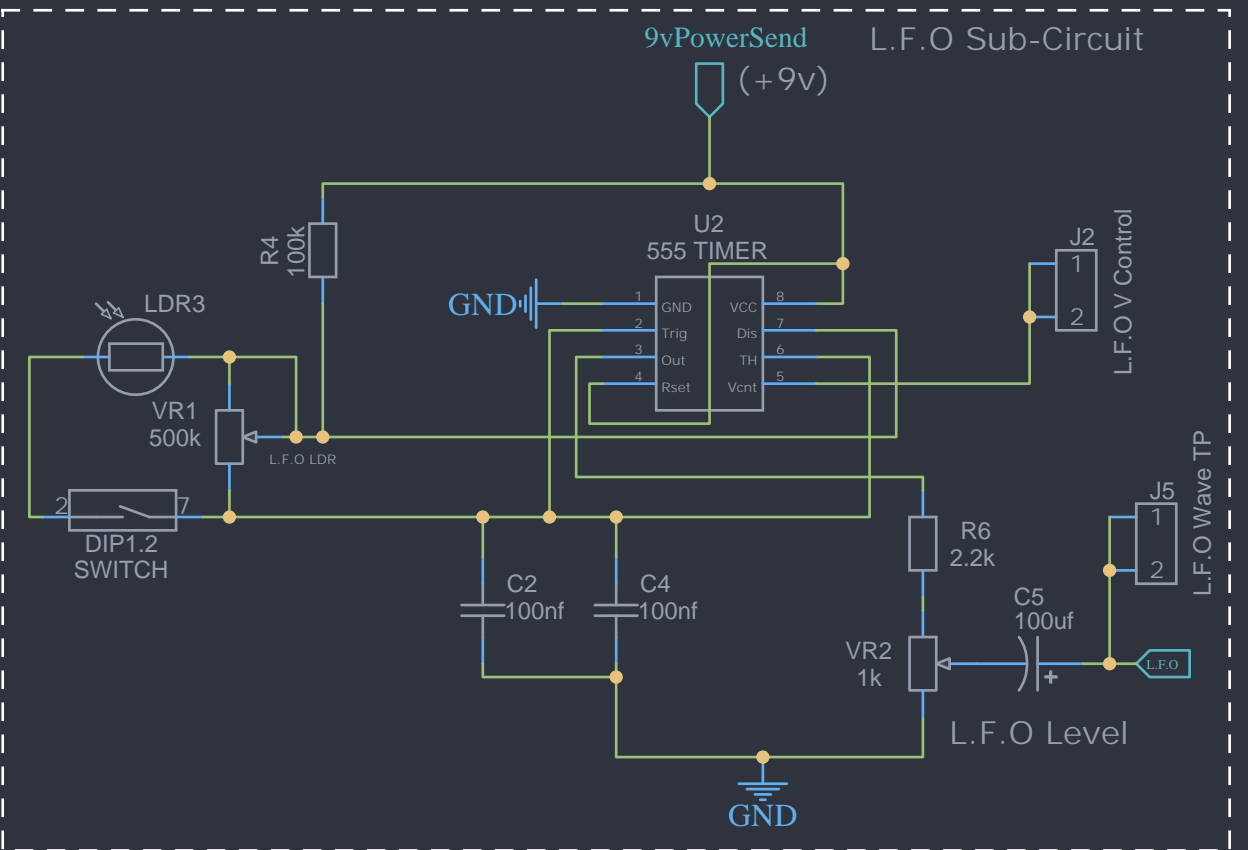 9vPowerSend
L.F.O Sub-Circuit
(+9v)
R4
100k
U2
555 TIMER
J2
1
2
L.F.O V Control
LDR3
GND
1
2
3
4
GND
Trig
Out
Rset
VCC
Dis
TH
Vcnt
8
7
6
5
VR1
500k
L.F.O LDR
2
7
DIP1.2
SWITCH
C2
100nf
C4
100nf
R6
2.2k
J5
1
2
L.F.O Wave TP
C5
100uf
+
VR2
1k
L.F.O
L.F.O Level
GND